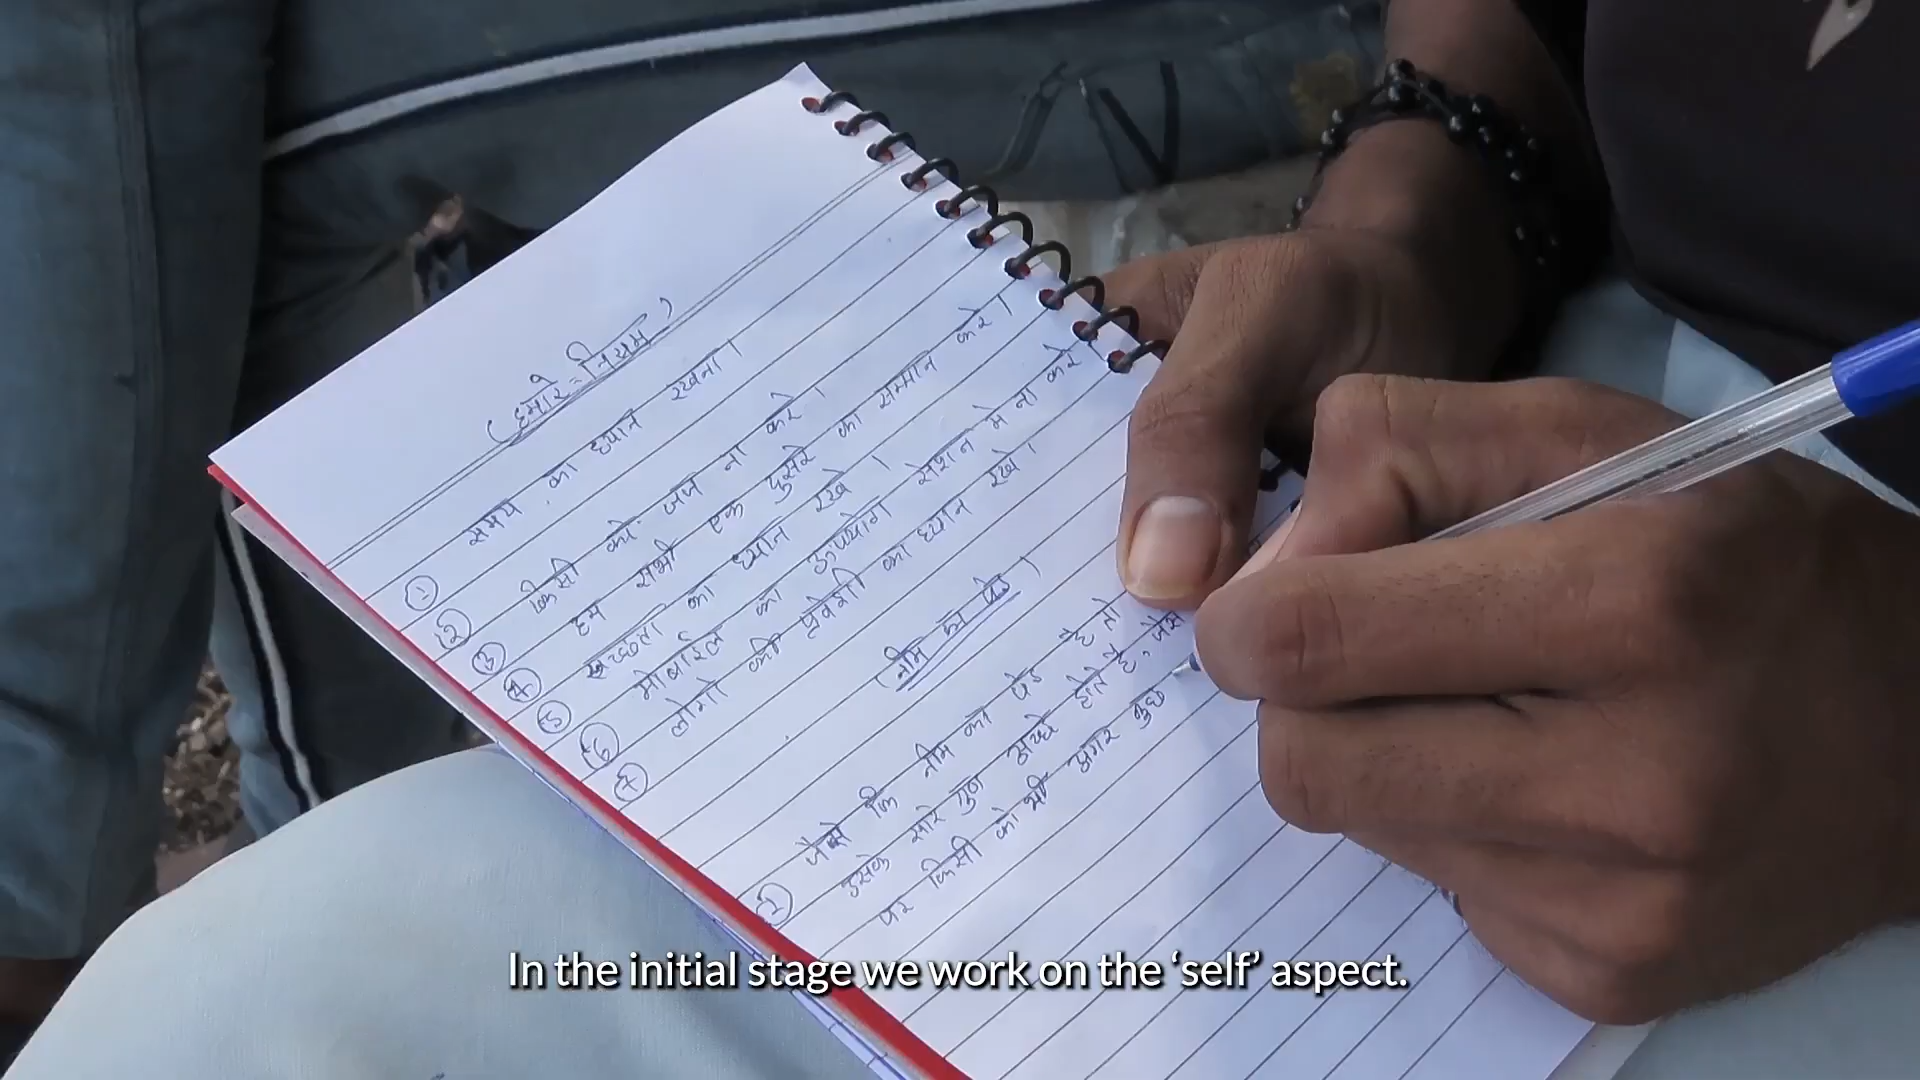 (हमारे = नियम)
① समय का ध्यान रखना।
② किसी को जज ना करे।
③ हम सभी एक दुसरे का सम्मान करे।
④ स्वच्छता का ध्यान रखे।
⑤ मोबाईल का उपयोग सेशन मे ना करे
⑥ लोगो की का ध्यान रखे।
⑦
(नीम का पेड)
① जैसे कि नीम का पेड है तो
उसके सारे गुन अच्छे होते है, जैसे
पर किसी को भी अगर कुछ
In the initial stage we work on the ‘self’ aspect.